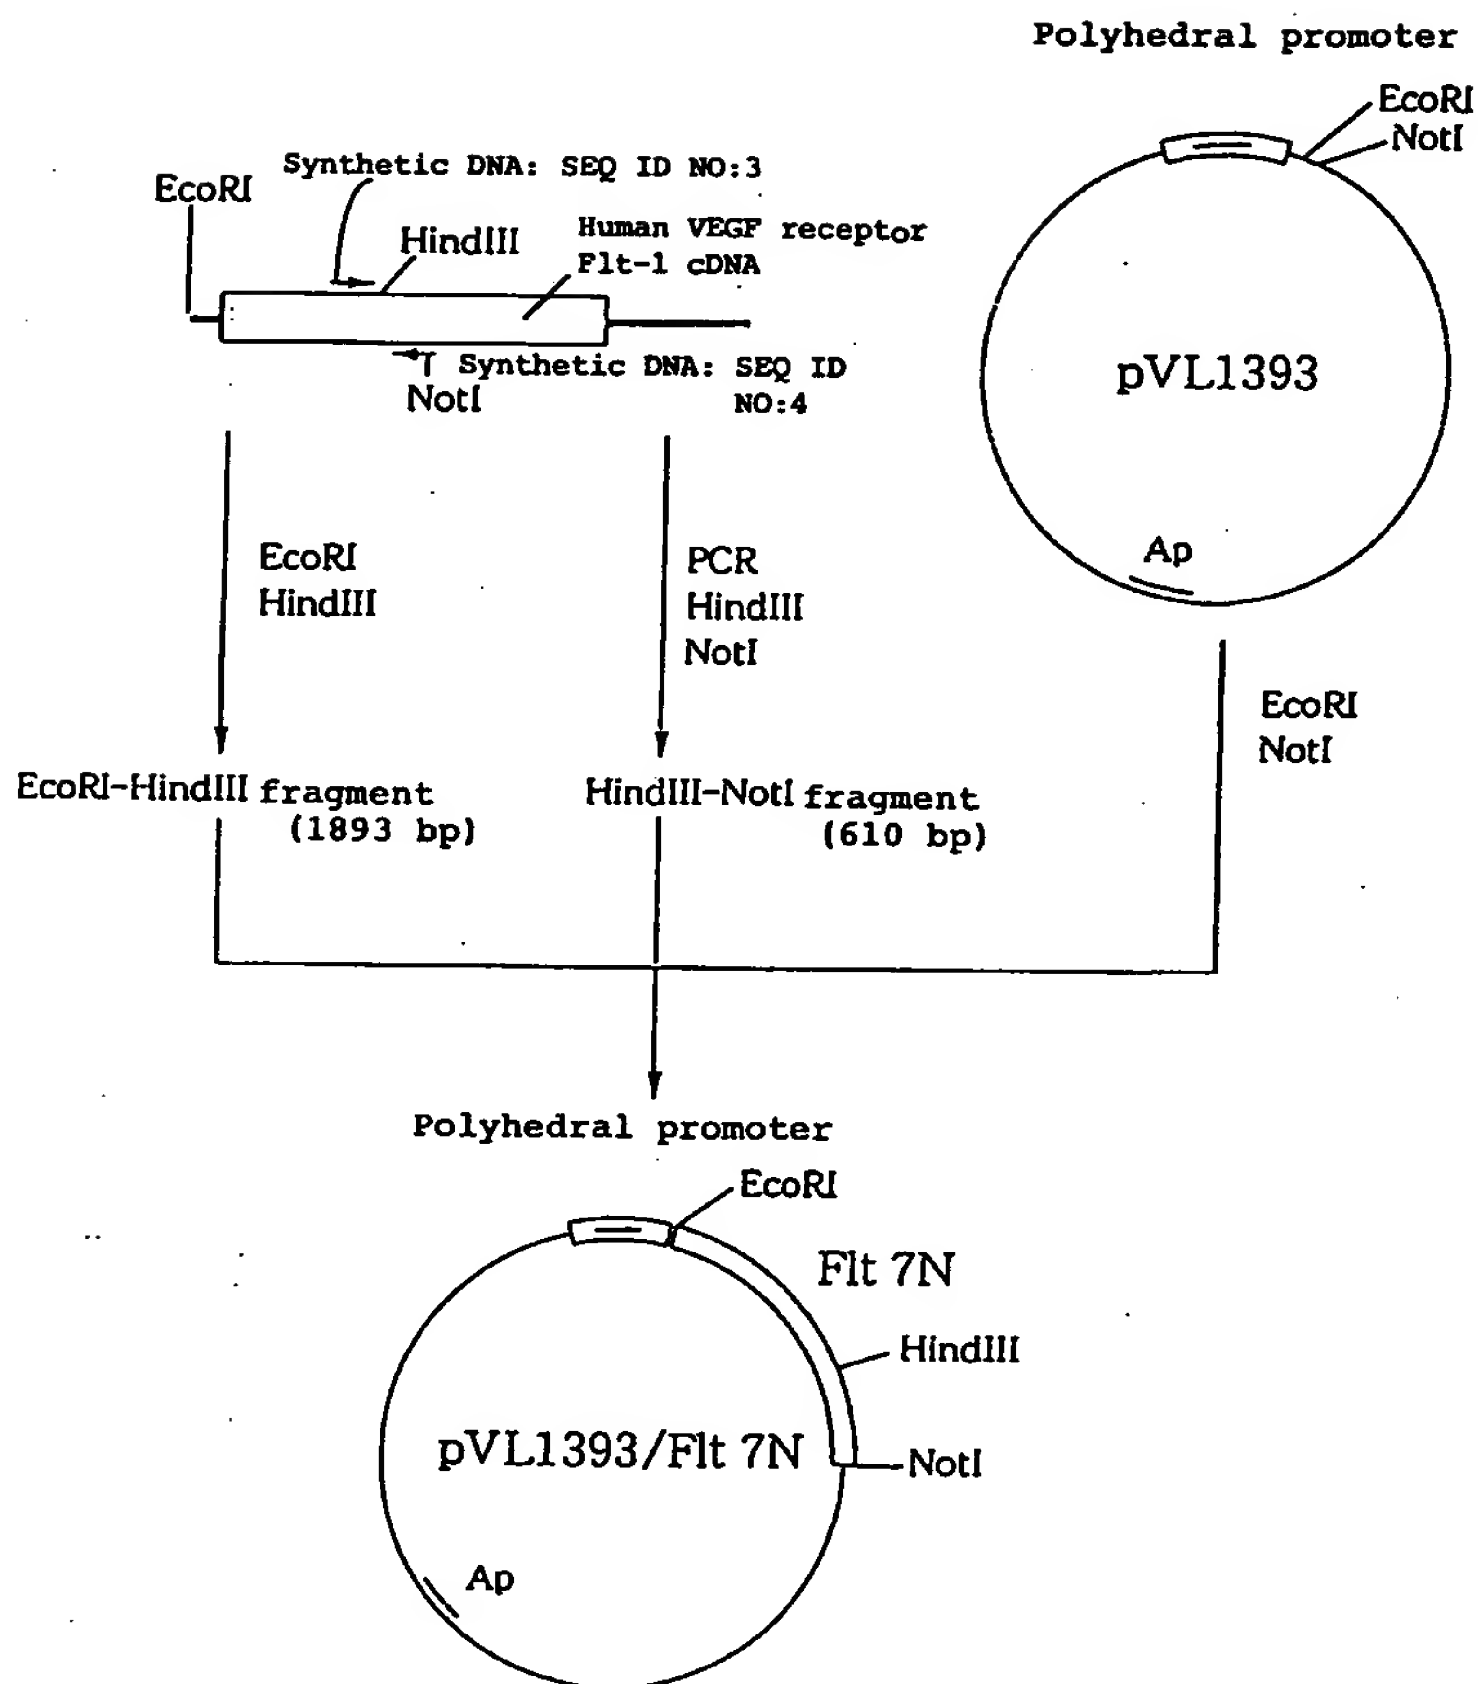 Polyhedral promoter
EcoRI
NotI
Synthetic DNA: SEQ ID NO:3
EcoRI
HindIII
Human VEGF receptor
Flt-1 cDNA
Synthetic DNA: SEQ ID
NO:4
NotI
pVL1393
Ap
EcoRI
HindIII
PCR
HindIII
NotI
EcoRI
NotI
EcoRI-HindIII fragment
(1893 bp)
HindIII-NotI fragment
(610 bp)
Polyhedral promoter
EcoRI
Flt 7N
HindIII
pVL1393/Flt 7N
NotI
Ap